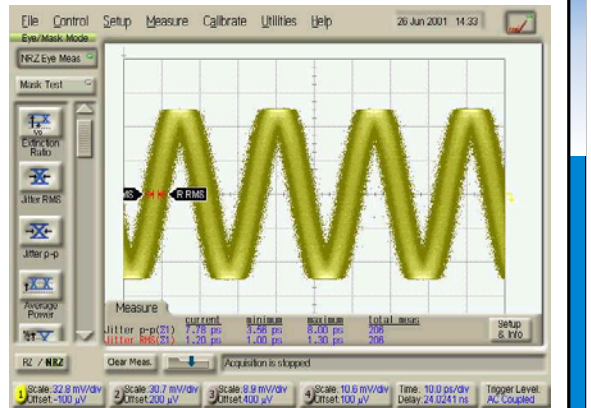 File Control Setup Measure Calibrate Utilities Help 26 Jun 2001 14:33
Eye/Mask Mode
NRZ Eye Meas
Mask Test
Extinction
Ratio
Jitter RMS
R RMS
Jitter p-p
Average
Power
Measure
current minimum maximum total meas
Jitter p-p(Σ1) 7.78 ps 3.56 ps 8.00 ps 206
Jitter RMS(Σ1) 1.20 ps 1.00 ps 1.30 ps 206
Setup
& Info
RZ / NRZ
Clear Meas.
Acquisition is stopped
1 Scale: 32.8 mV/div
Offset:-100 µV
2 Scale: 30.7 mV/div
Offset:200 µV
3 Scale: 8.9 mV/div
Offset:400 µV
4 Scale: 10.6 mV/div
Offset:100 µV
Time: 10.0 ps/div
Delay:24.0241 ns
Trigger Level:
AC Coupled